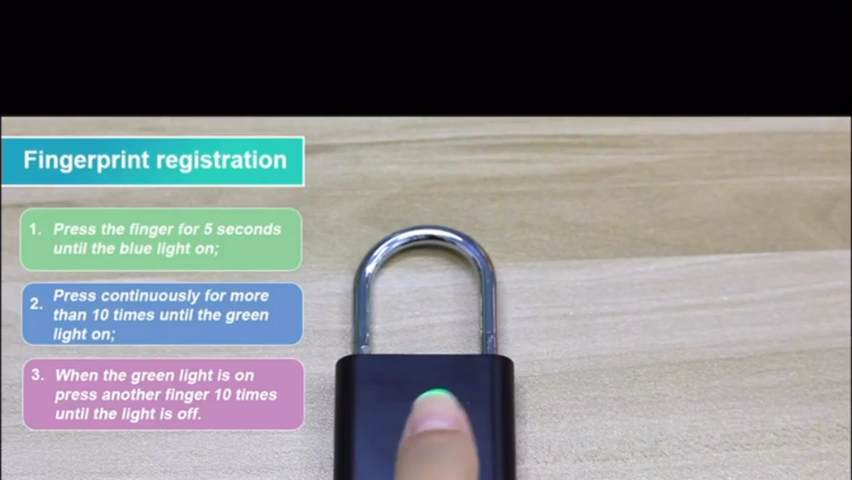 Fingerprint registration
1. Press the finger for 5 seconds
until the blue light on;
2. Press continuously for more
than 10 times until the green
light on;
3. When the green light is on
press another finger 10 times
until the light is off.